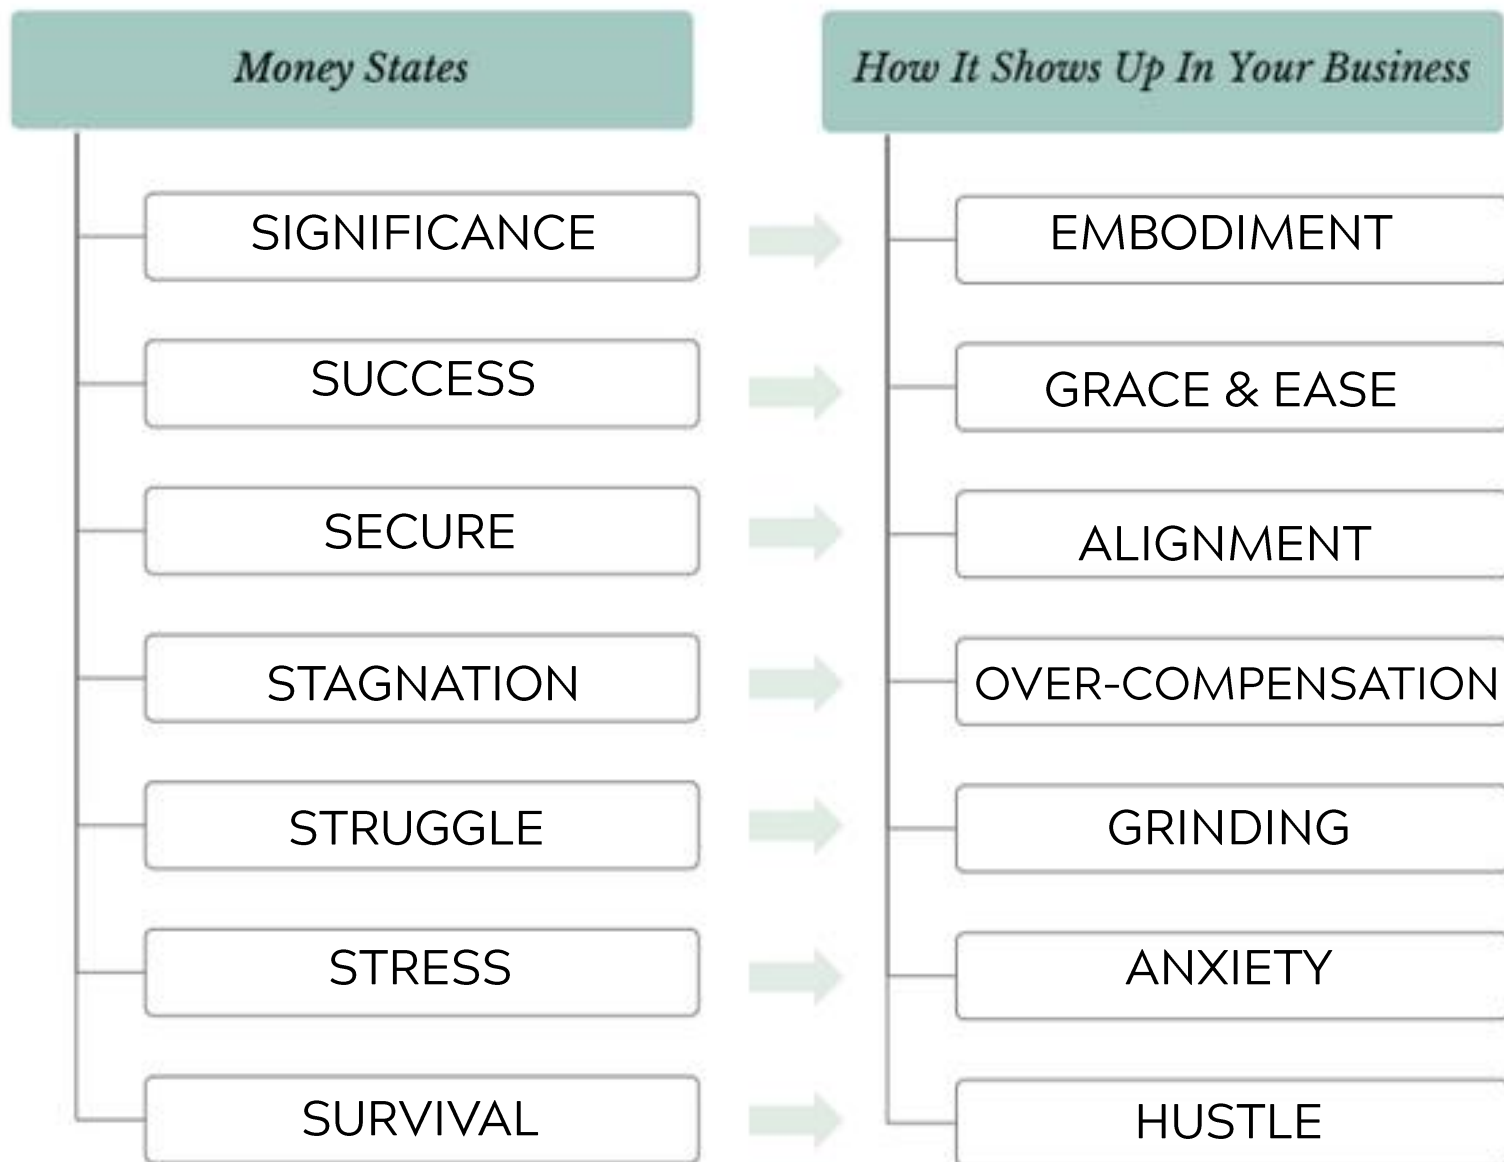 Money States
How It Shows Up In Your Business
SIGNIFICANCE
EMBODIMENT
SUCCESS
GRACE & EASE
SECURE
ALIGNMENT
STAGNATION
OVER-COMPENSATION
STRUGGLE
GRINDING
STRESS
ANXIETY
SURVIVAL
HUSTLE